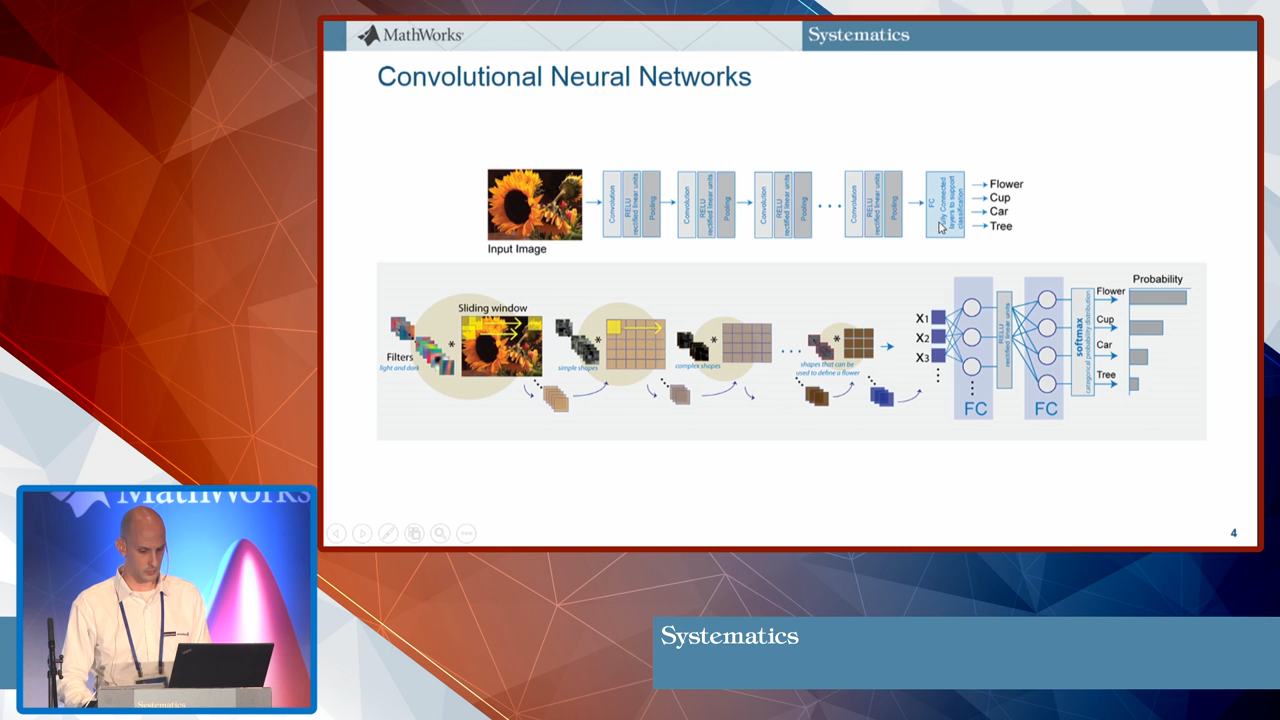 MathWorks®
Systematics
Convolutional Neural Networks
Convolution
RELU
rectified linear units
Pooling
Convolution
RELU
rectified linear units
Pooling
Convolution
RELU
rectified linear units
Pooling
Convolution
RELU
rectified linear units
Pooling
FC
Connected
layers to support
classification
Flower
Cup
Car
Tree
Input Image
Filters
light and dark
Sliding window
simple shapes
complex shapes
shapes that can be
used to define a flower
X1
X2
X3
FC
RELU
rectified linear units
FC
softmax
categorical probability distribution
Probability
Flower
Cup
Car
Tree
4
MathWorks
Systematics
Systematics